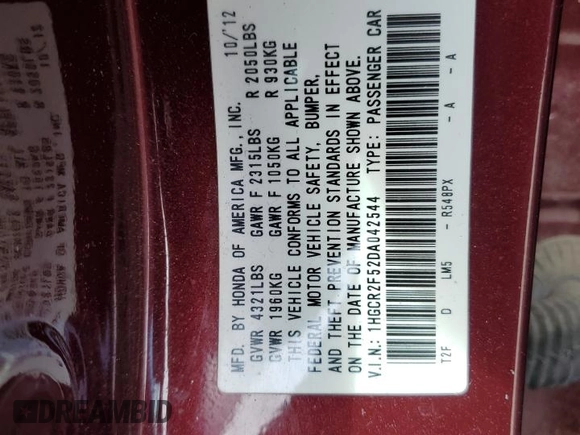 MFD. BY HONDA OF AMERICA MFG., INC. 10/12
GVWR 4321LBS GAWR F 2315LBS R 2050LBS
GVWR 1960KG GAWR F 1050KG R 930KG
THIS VEHICLE CONFORMS TO ALL APPLICABLE
FEDERAL MOTOR VEHICLE SAFETY, BUMPER,
AND THEFT PREVENTION STANDARDS IN EFFECT
ON THE DATE OF MANUFACTURE SHOWN ABOVE.
V.I.N.: 1HGCR2F52DA042544 TYPE: PASSENGER CAR
T2F D LM5 - R548PX - A - A
DREAMBID